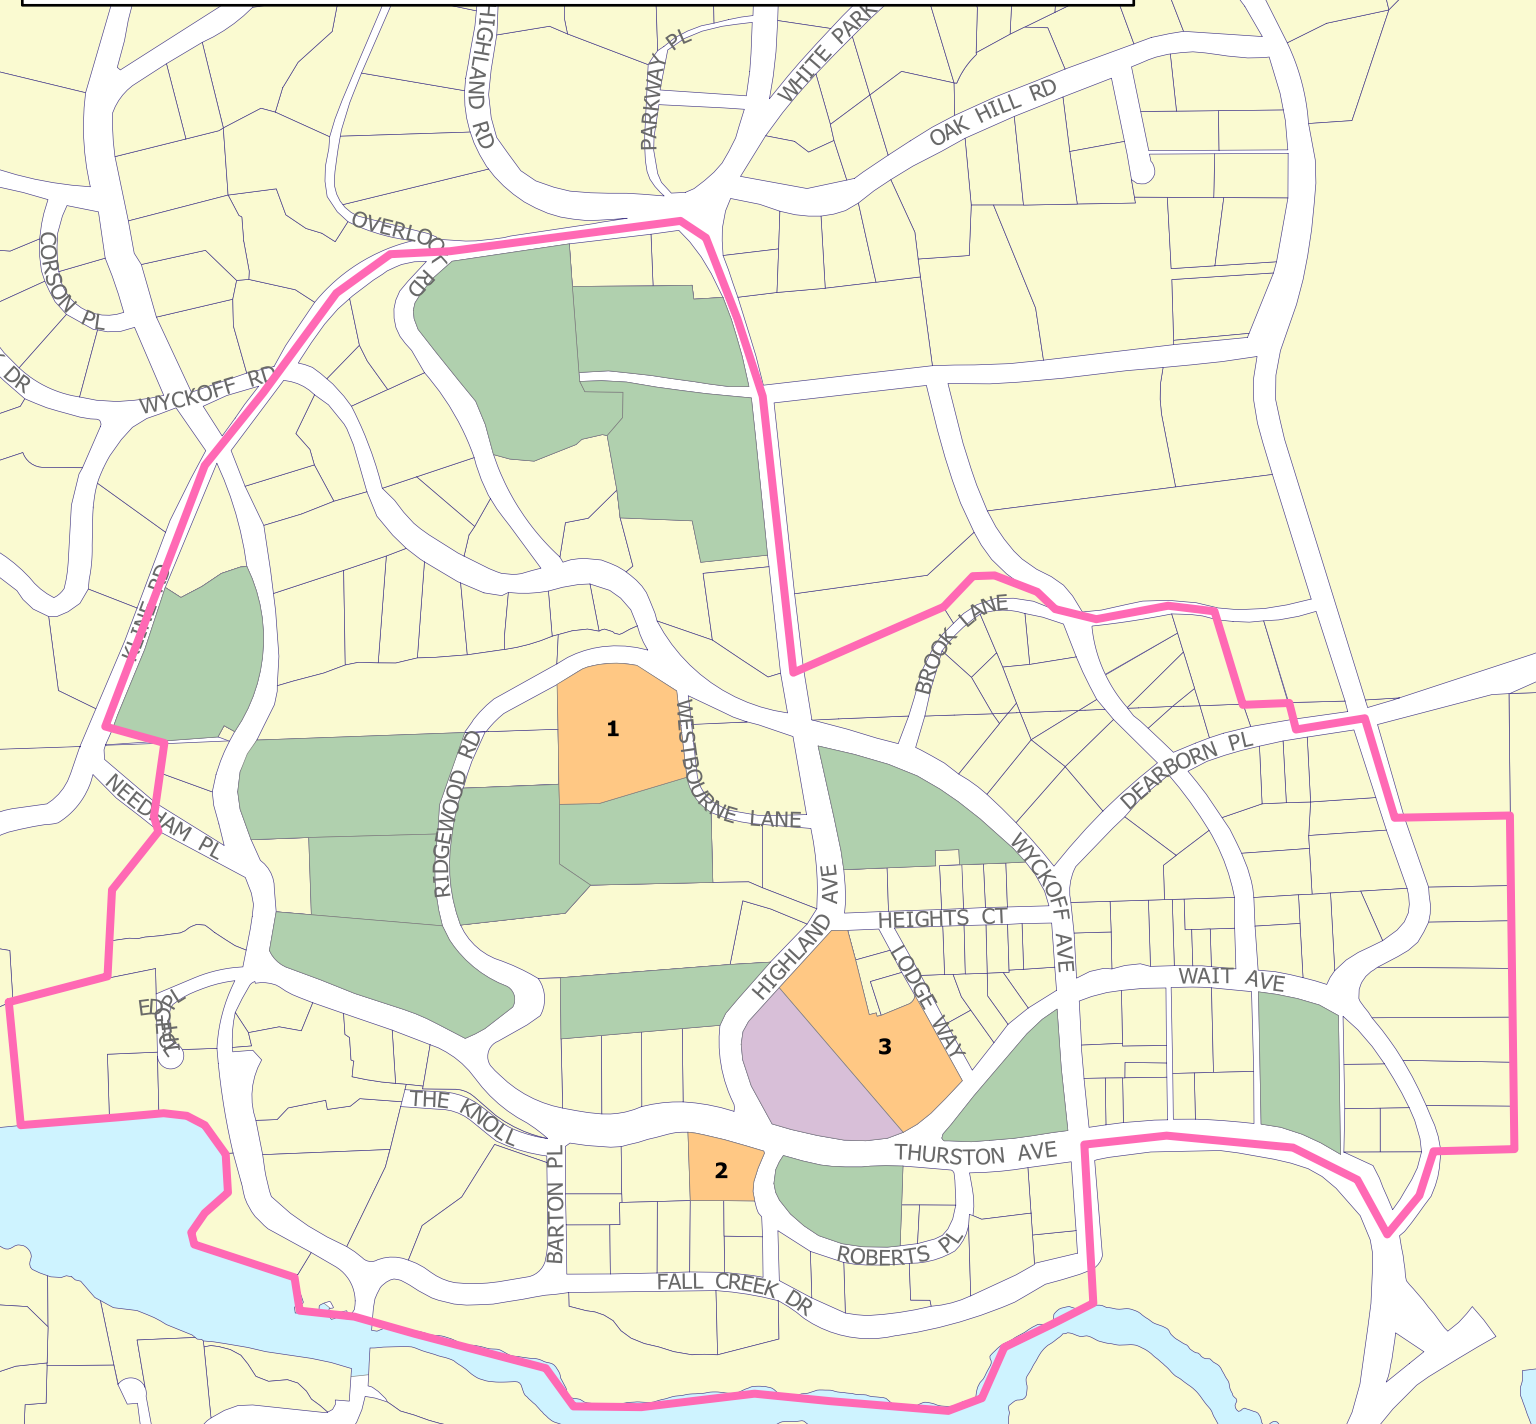 HIGHLAND RD
PARKWAY PL
WHITE PARK
OAK HILL RD
OVERLOO
RD
CORSON PL
DR
WYCKOFF RD
KLINE RD
BROOK LANE
WESTBOURNE LANE
1
RIDGEWOOD RD
DEARBORN PL
NEEDHAM PL
WYCKOFF AVE
HIGHLAND AVE
HEIGHTS CT
LODGE WAY
WAIT AVE
3
THE KNOLL
THURSTON AVE
2
BARTON PL
ROBERTS PL
FALL CREEK DR